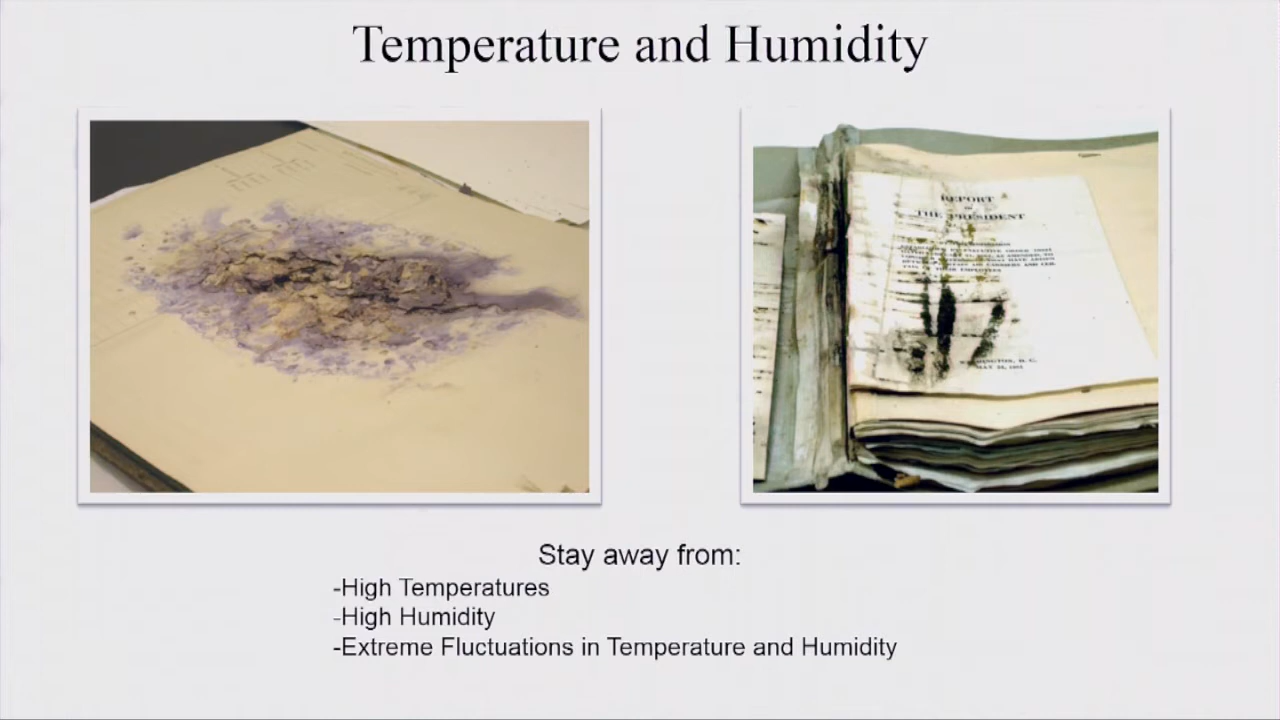 Temperature and Humidity
REPORT
THE PRESIDENT
WASHINGTON, D. C.
Stay away from:
-High Temperatures
-High Humidity
-Extreme Fluctuations in Temperature and Humidity